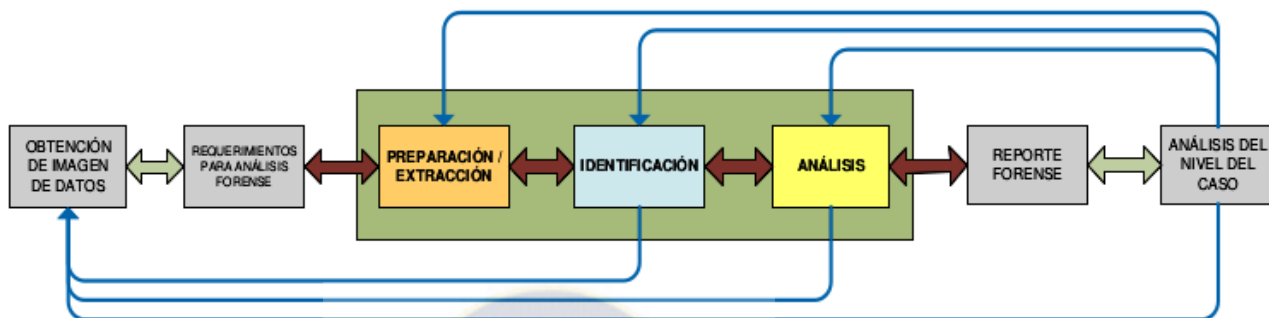 OBTENCIÓN
DE IMAGEN
DE DATOS
REQUERIMIENTOS
PARA ANÁLISIS
FORENSE
PREPARACIÓN /
EXTRACCIÓN
IDENTIFICACIÓN
ANÁLISIS
REPORTE
FORENSE
ANÁLISIS DEL
NIVEL DEL
CASO